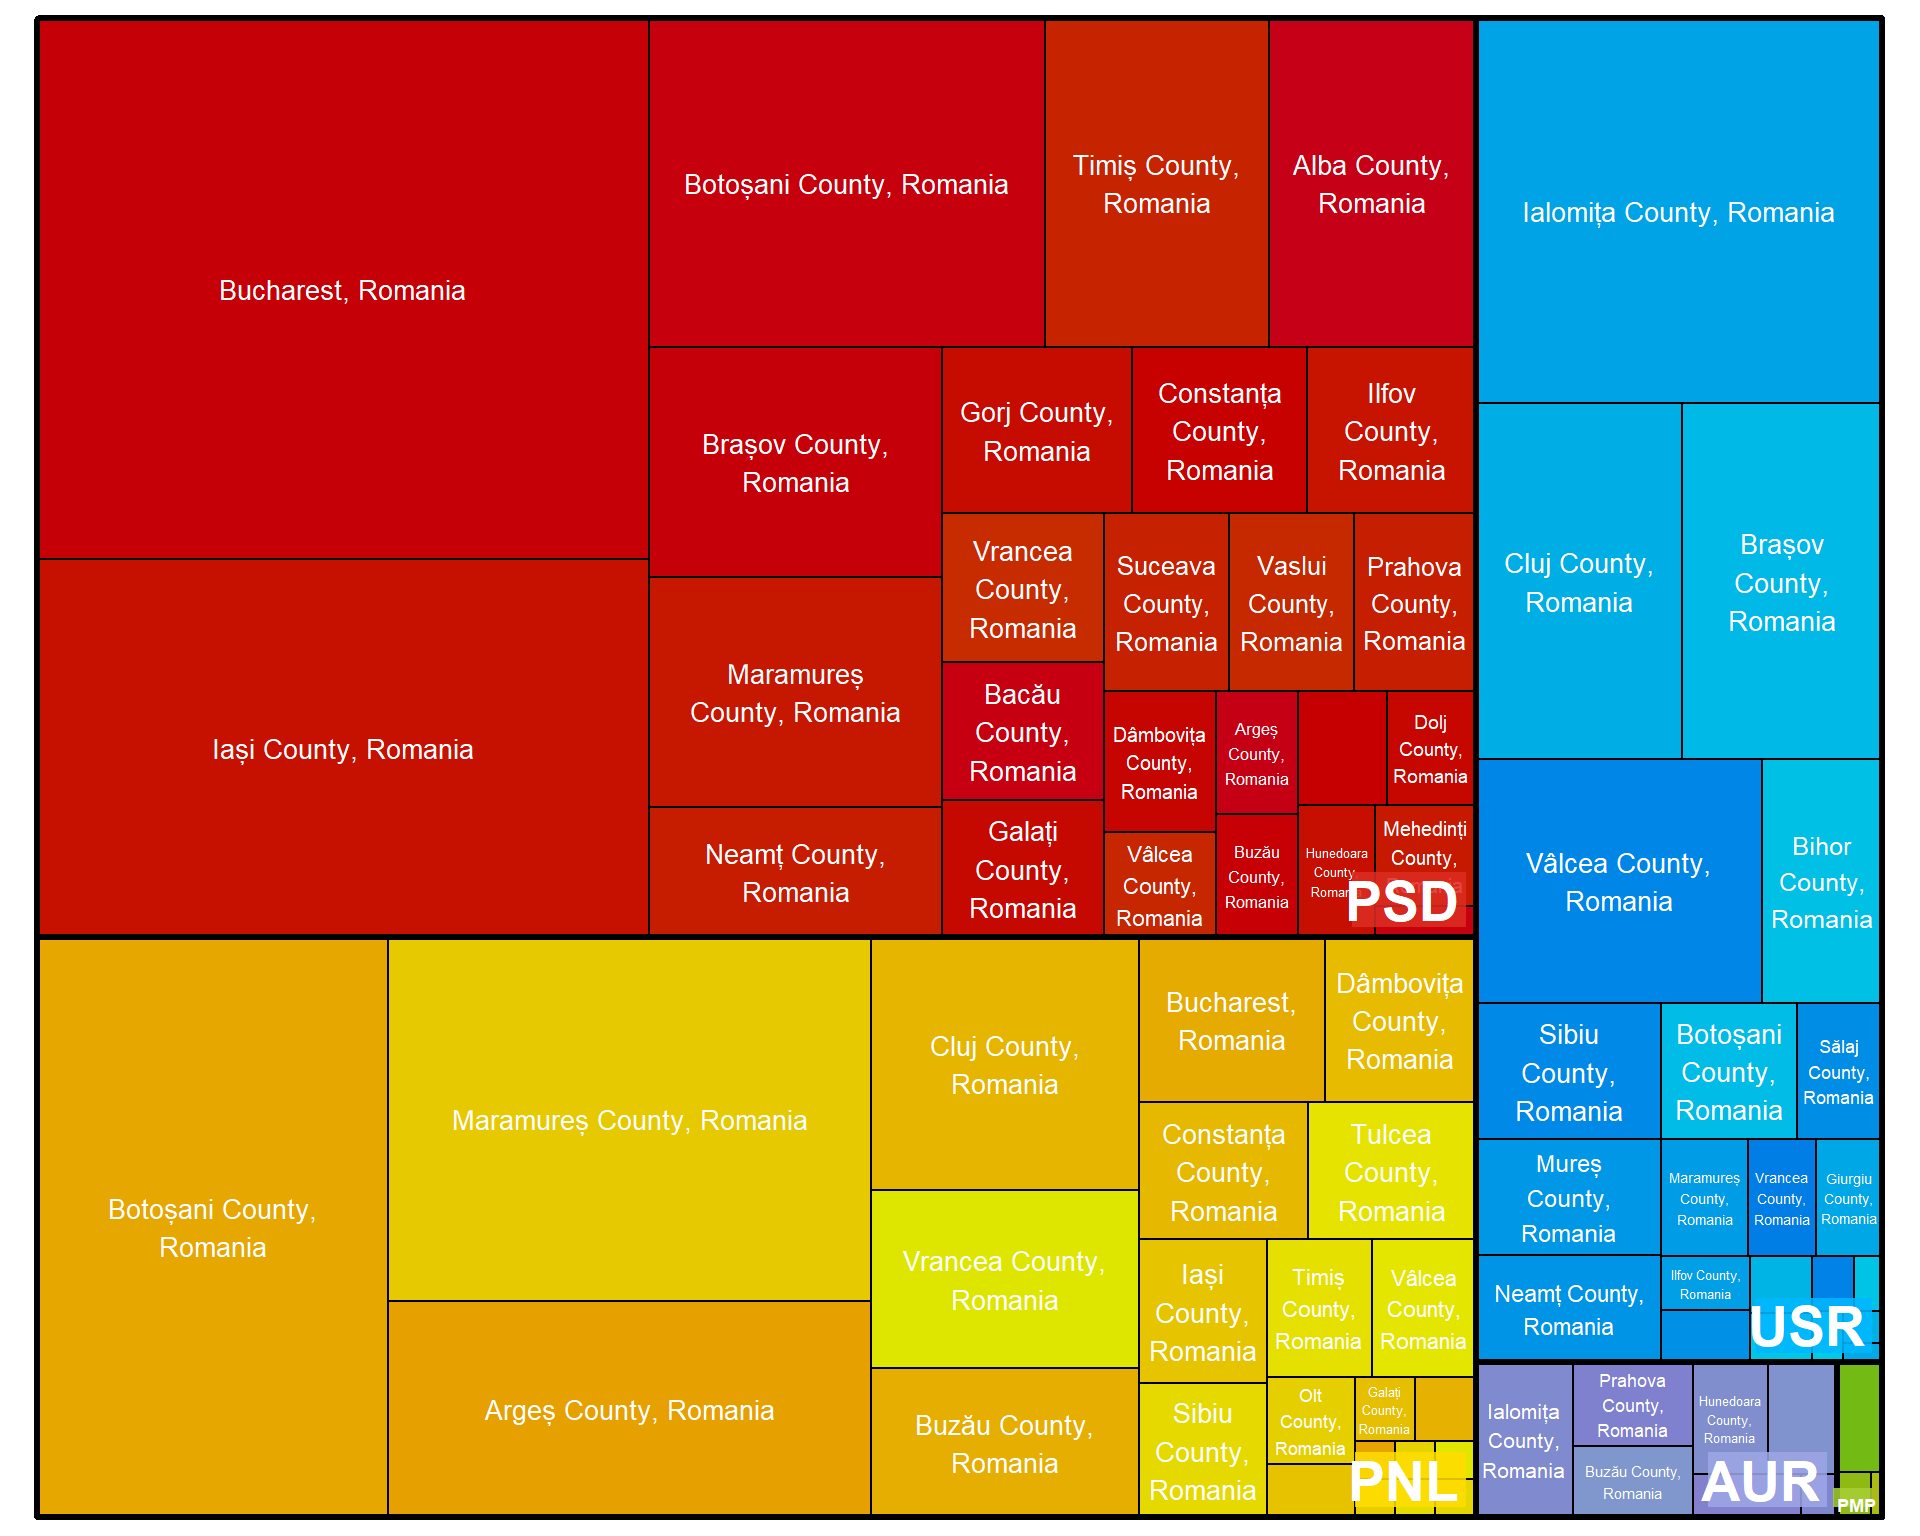 Bucharest, Romania
Iași County, Romania
Botoșani County, Romania
Timiș County,
Romania
Alba County,
Romania
Brașov County,
Romania
Maramureș
County, Romania
Neamț County,
Romania
Gorj County,
Romania
Constanța
County,
Romania
Ilfov
County,
Romania
Vrancea
County,
Romania
Suceava
County,
Romania
Vaslui
County,
Romania
Prahova
County,
Romania
Bacău
County,
Romania
Galați
County,
Romania
Dâmbovița
County,
Romania
Vâlcea
County,
Romania
Argeș
County,
Romania
Buzău
County,
Romania
Dolj
County,
Romania
Hunedoara
County,
Romania
Mehedinți
County,
Romania
PSD
Botoșani County,
Romania
Maramureș County, Romania
Argeș County, Romania
Cluj County,
Romania
Vrancea County,
Romania
Buzău County,
Romania
Bucharest,
Romania
Dâmbovița
County,
Romania
Constanța
County,
Romania
Tulcea
County,
Romania
Iași
County,
Romania
Timiș
County,
Romania
Vâlcea
County,
Romania
Sibiu
County,
Romania
Olt
County,
Romania
Galați
County,
Romania
PNL
Ialomița County, Romania
Cluj County,
Romania
Brașov
County,
Romania
Vâlcea County,
Romania
Bihor
County,
Romania
Sibiu
County,
Romania
Botoșani
County,
Romania
Sălaj
County,
Romania
Mureș
County,
Romania
Maramureș
County,
Romania
Vrancea
County,
Romania
Giurgiu
County,
Romania
Neamț County,
Romania
Ilfov County,
Romania
USR
Ialomița
County,
Romania
Prahova
County,
Romania
Buzău County,
Romania
Hunedoara
County,
Romania
AUR
PMP